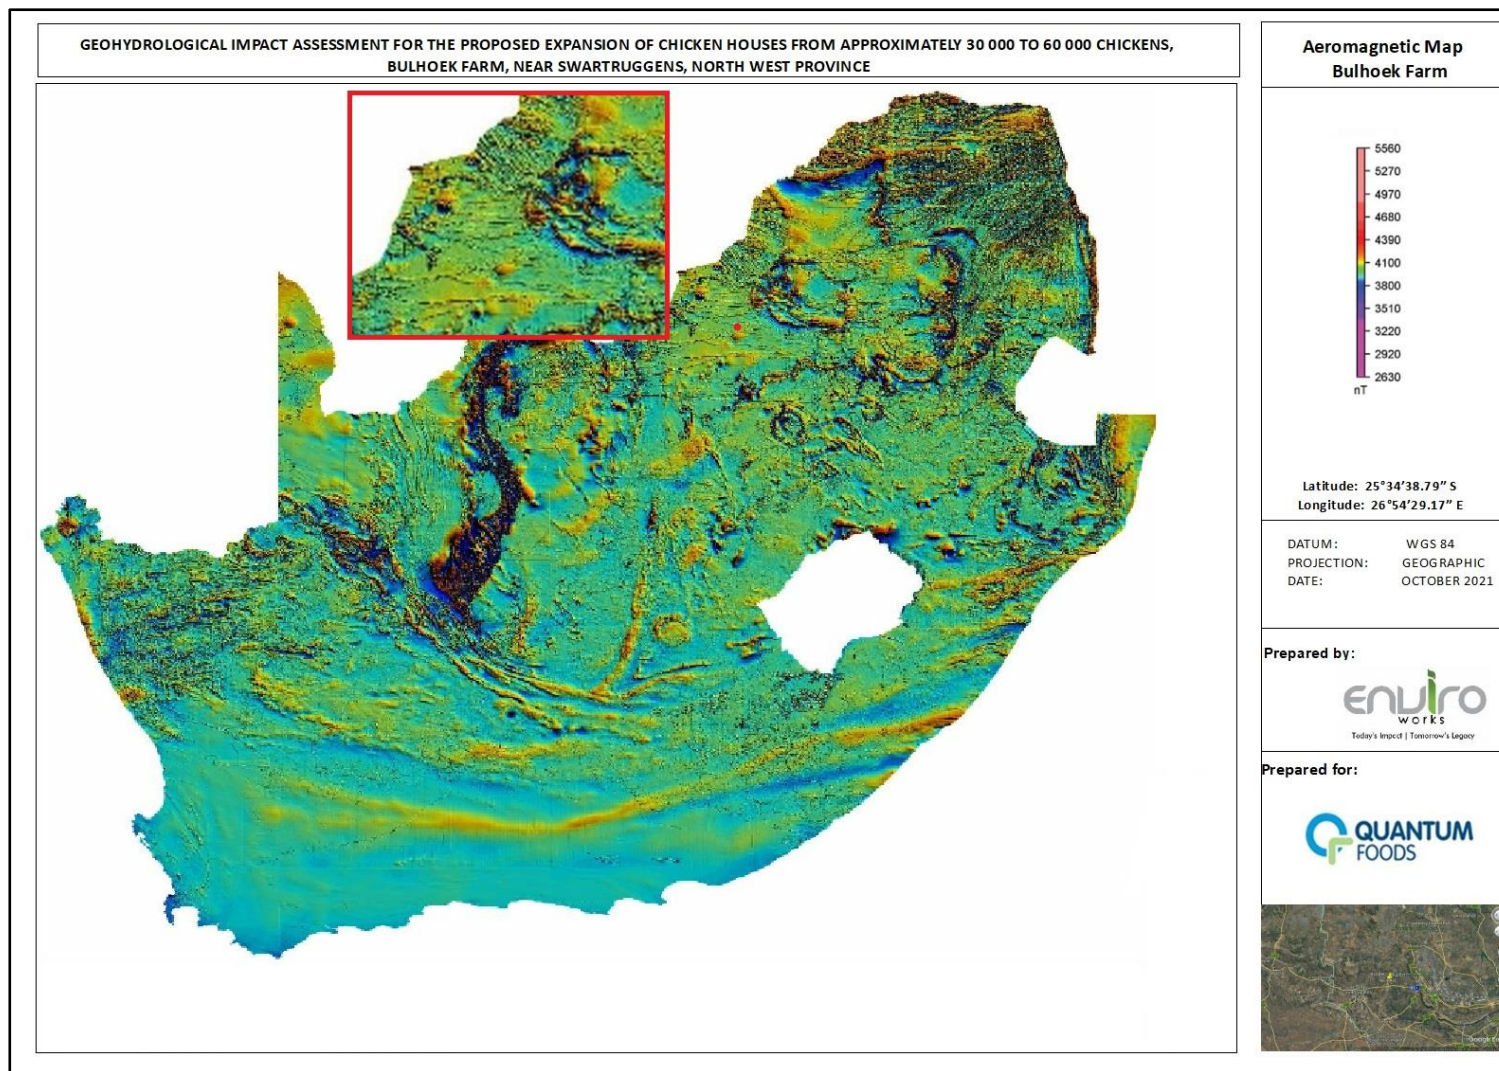 GEOHYDROLOGICAL IMPACT ASSESSMENT FOR THE PROPOSED EXPANSION OF CHICKEN HOUSES FROM APPROXIMATELY 30 000 TO 60 000 CHICKENS,
BULHOEK FARM, NEAR SWARTRUGGENS, NORTH WEST PROVINCE
Aeromagnetic Map
Bulhoek Farm
5560
5270
4970
4680
4390
4100
3800
3510
3220
2920
2630
nT
Latitude: 25°34’38.79” S
Longitude: 26°54’29.17” E
DATUM: WGS 84
PROJECTION: GEOGRAPHIC
DATE: OCTOBER 2021
Prepared by:
enviro
works
Today's Impact | Tomorrow's Legacy
Prepared for:
QUANTUM
FOODS